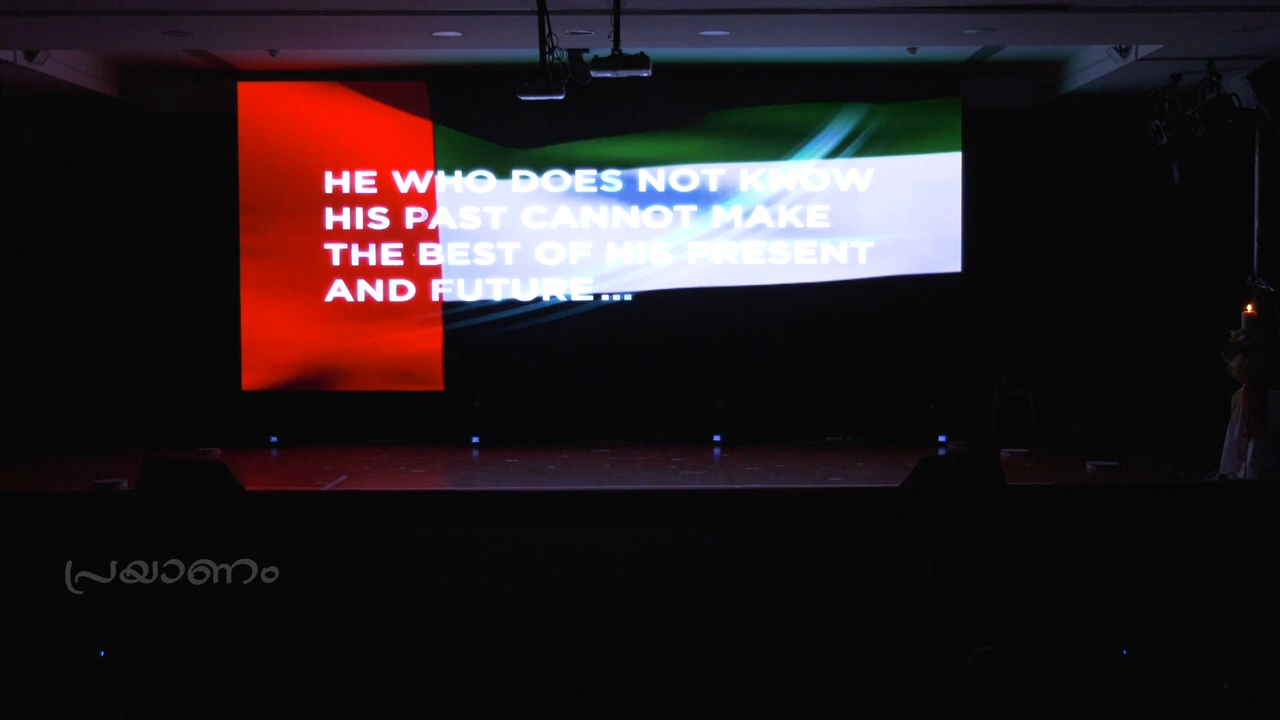 HE WHO DOES NOT KNOW
HIS PAST CANNOT MAKE
THE BEST OF HIS PRESENT
AND FUTURE...
പ്രയാണം